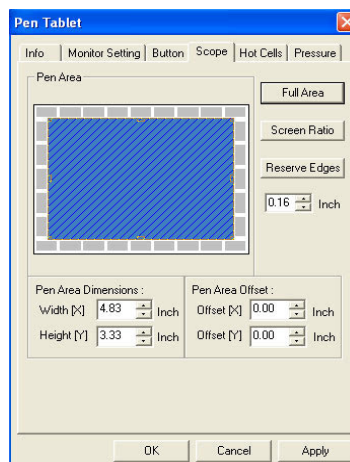 Pen Tablet
Info Monitor Setting Button Scope Hot Cells Pressure
Pen Area
Full Area
Screen Ratio
Reserve Edges
0.16 Inch
Pen Area Dimensions :
Width [X] 4.83 Inch
Height [Y] 3.33 Inch
Pen Area Offset :
Offset [X] 0.00 Inch
Offset [Y] 0.00 Inch
OK Cancel Apply